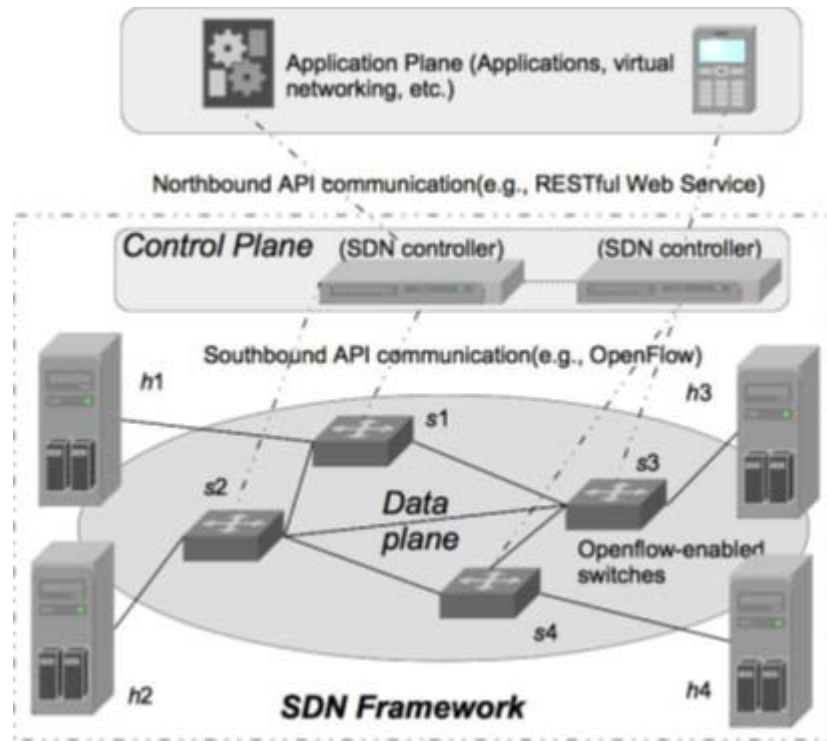 Application Plane (Applications, virtual
networking, etc.)
Northbound API communication(e.g., RESTful Web Service)
Control Plane
(SDN controller)
(SDN controller)
Southbound API communication(e.g., OpenFlow)
h1
h3
s1
s2
s3
Data
plane
Openflow-enabled
switches
s4
h2
h4
SDN Framework